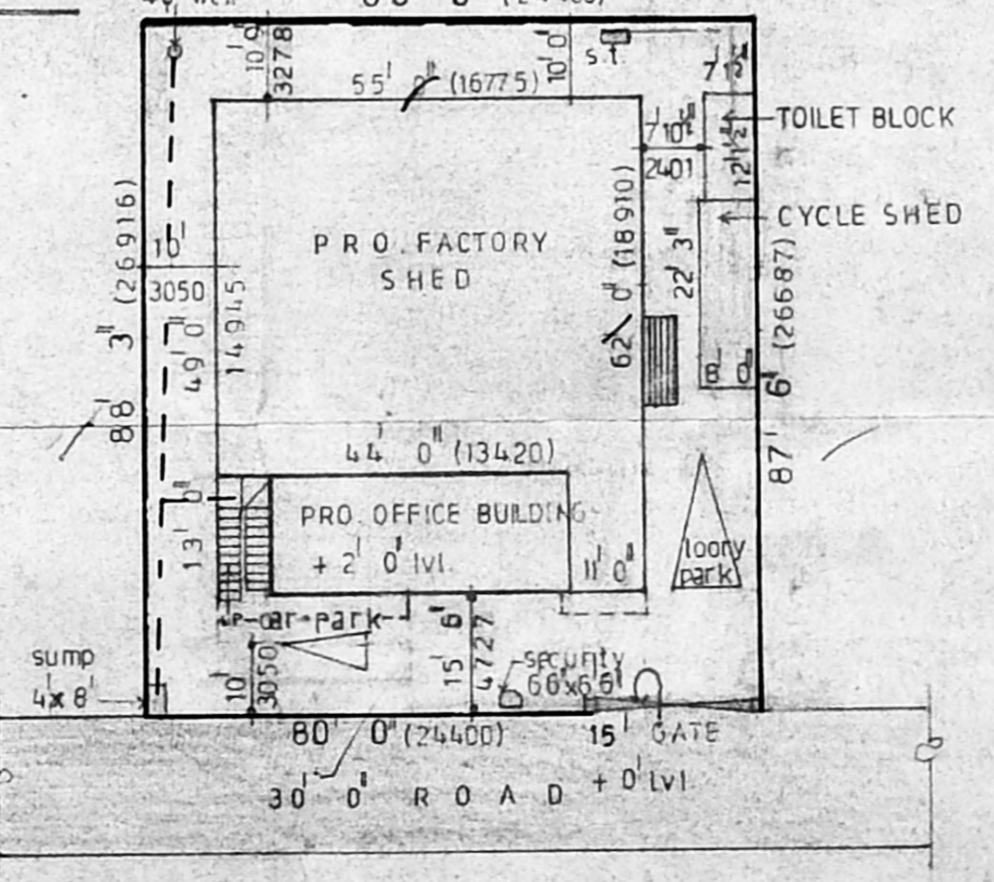 10' 9"
3278
55' 0" (16775)
10' 0"
s.t
7' 1½"
7' 10½"
2401
12' 1½"
TOILET BLOCK
CYCLE SHED
88' 3" (26916)
10'
3050
49' 0"
14945
PRO. FACTORY
SHED
62' 0" (18910)
22' 3"
8' 0"
87' 6" (26687)
44' 0" (13420)
PRO. OFFICE BUILDING
+ 2' 0" lvl.
11' 0"
13' 0"
loory
park
ar park
10'
3050
15' 6"
4727
security
6'6"x6'6"
sump
4'x 8'
80' 0" (24400)
15' GATE
30' 0" ROAD
+ 0' lvl.